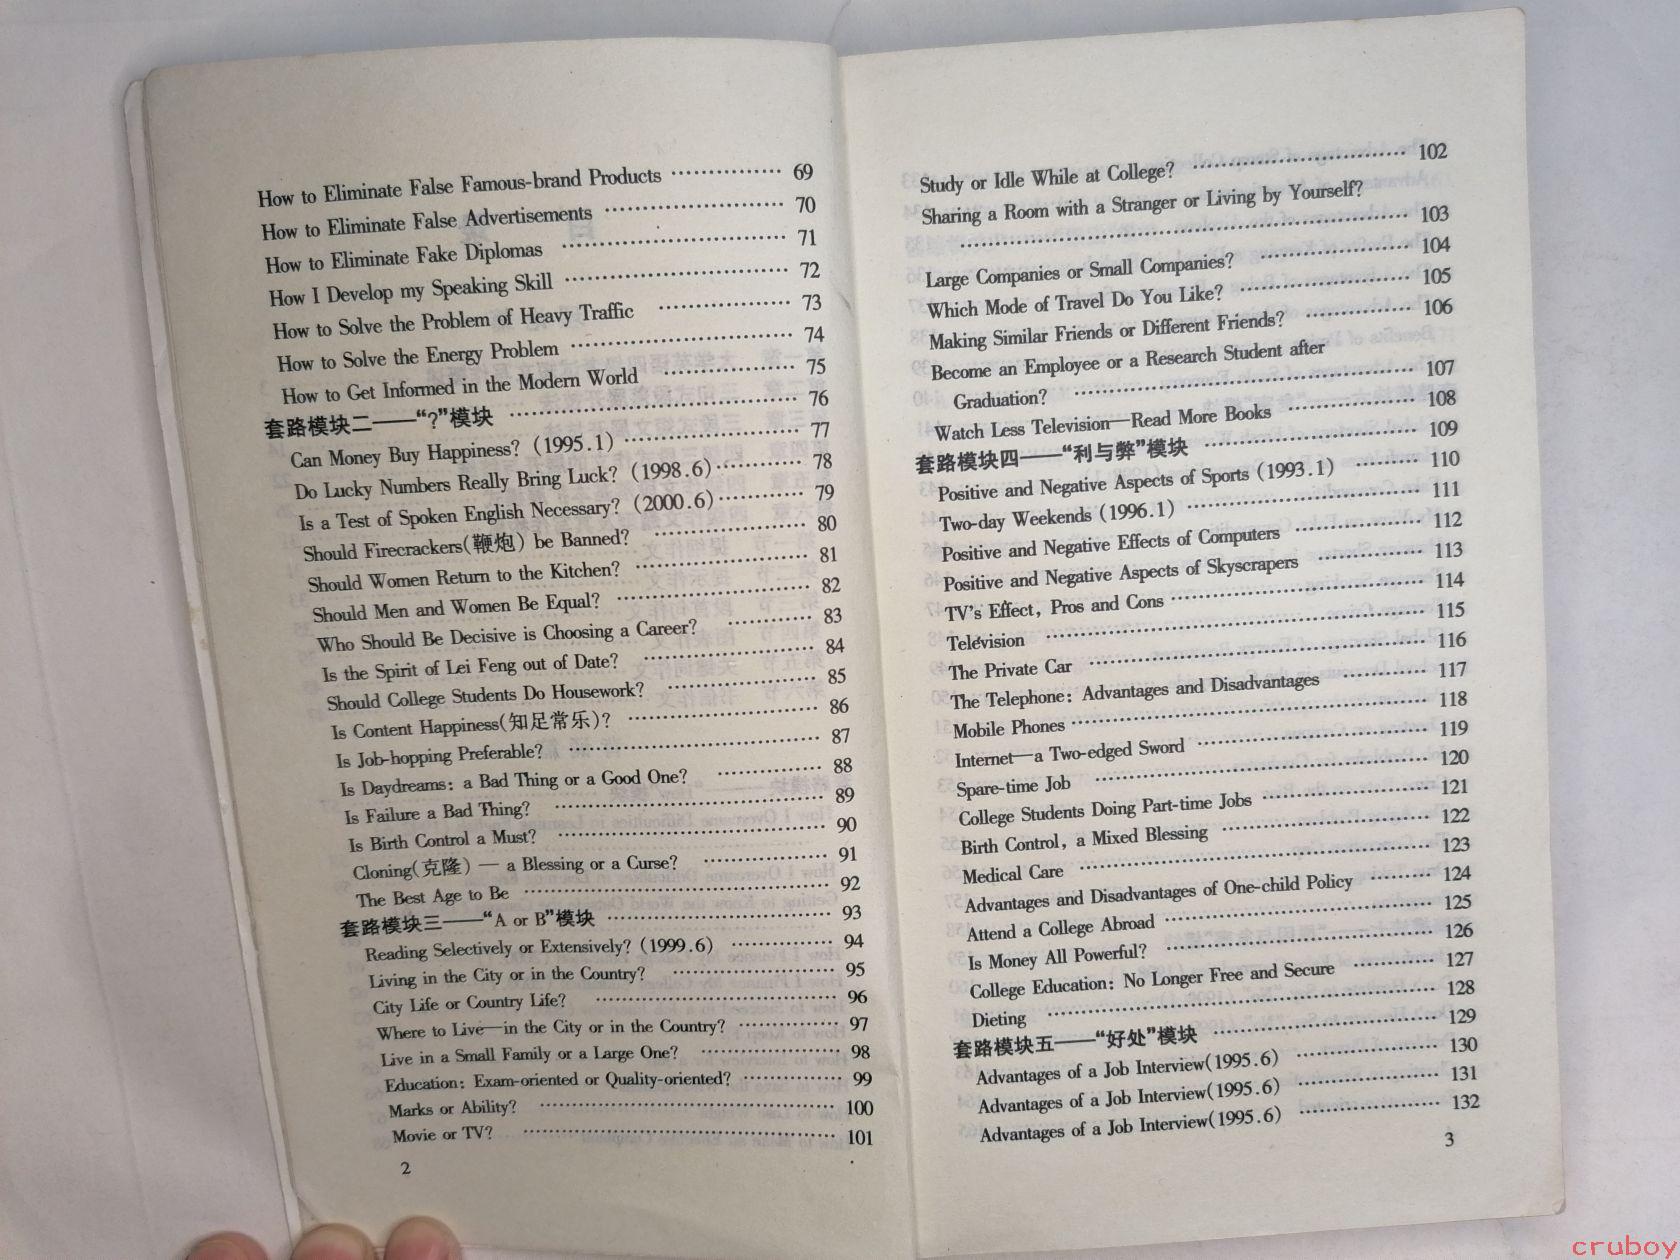 How to Eliminate False Famous-brand Products ················ 69
How to Eliminate False Advertisements ················ 70
How to Eliminate Fake Diplomas ················ 71
How I Develop my Speaking Skill ················ 72
How to Solve the Problem of Heavy Traffic ················ 73
How to Solve the Energy Problem ················ 74
How to Get Informed in the Modern World ················ 75
套路模块二——“?”模块 ················ 76
Can Money Buy Happiness? (1995.1) ················ 77
Do Lucky Numbers Really Bring Luck? (1998.6) ················ 78
Is a Test of Spoken English Necessary? (2000.6) ················ 79
Should Firecrackers(鞭炮) be Banned? ················ 80
Should Women Return to the Kitchen? ················ 81
Should Men and Women Be Equal? ················ 82
Who Should Be Decisive is Choosing a Career? ················ 83
Is the Spirit of Lei Feng out of Date? ················ 84
Should College Students Do Housework? ················ 85
Is Content Happiness(知足常乐)? ················ 86
Is Job-hopping Preferable? ················ 87
Is Daydreams: a Bad Thing or a Good One? ················ 88
Is Failure a Bad Thing? ················ 89
Is Birth Control a Must? ················ 90
Cloning(克隆) — a Blessing or a Curse? ················ 91
The Best Age to Be ················ 92
套路模块三——“A or B”模块 ················ 93
Reading Selectively or Extensively? (1999.6) ················ 94
Living in the City or in the Country? ················ 95
City Life or Country Life? ················ 96
Where to Live—in the City or in the Country? ················ 97
Live in a Small Family or a Large One? ················ 98
Education: Exam-oriented or Quality-oriented? ················ 99
Marks or Ability? ················ 100
Movie or TV? ················ 101
2
Study or Idle While at College? ················ 102
Sharing a Room with a Stranger or Living by Yourself?
················ 103
Large Companies or Small Companies? ················ 104
Which Mode of Travel Do You Like? ················ 105
Making Similar Friends or Different Friends? ················ 106
Become an Employee or a Research Student after
Graduation? ················ 107
Watch Less Television—Read More Books ················ 108
套路模块四——“利与弊”模块 ················ 109
Positive and Negative Aspects of Sports (1993.1) ················ 110
Two-day Weekends (1996.1) ················ 111
Positive and Negative Effects of Computers ················ 112
Positive and Negative Aspects of Skyscrapers ················ 113
TV's Effect, Pros and Cons ················ 114
Television ················ 115
The Private Car ················ 116
The Telephone: Advantages and Disadvantages ················ 117
Mobile Phones ················ 118
Internet—a Two-edged Sword ················ 119
Spare-time Job ················ 120
College Students Doing Part-time Jobs ················ 121
Birth Control, a Mixed Blessing ················ 122
Medical Care ················ 123
Advantages and Disadvantages of One-child Policy ················ 124
Attend a College Abroad ················ 125
Is Money All Powerful? ················ 126
College Education: No Longer Free and Secure ················ 127
Dieting ················ 128
套路模块五——“好处”模块 ················ 129
Advantages of a Job Interview(1995.6) ················ 130
Advantages of a Job Interview(1995.6) ················ 131
Advantages of a Job Interview(1995.6) ················ 132
3
cruboy